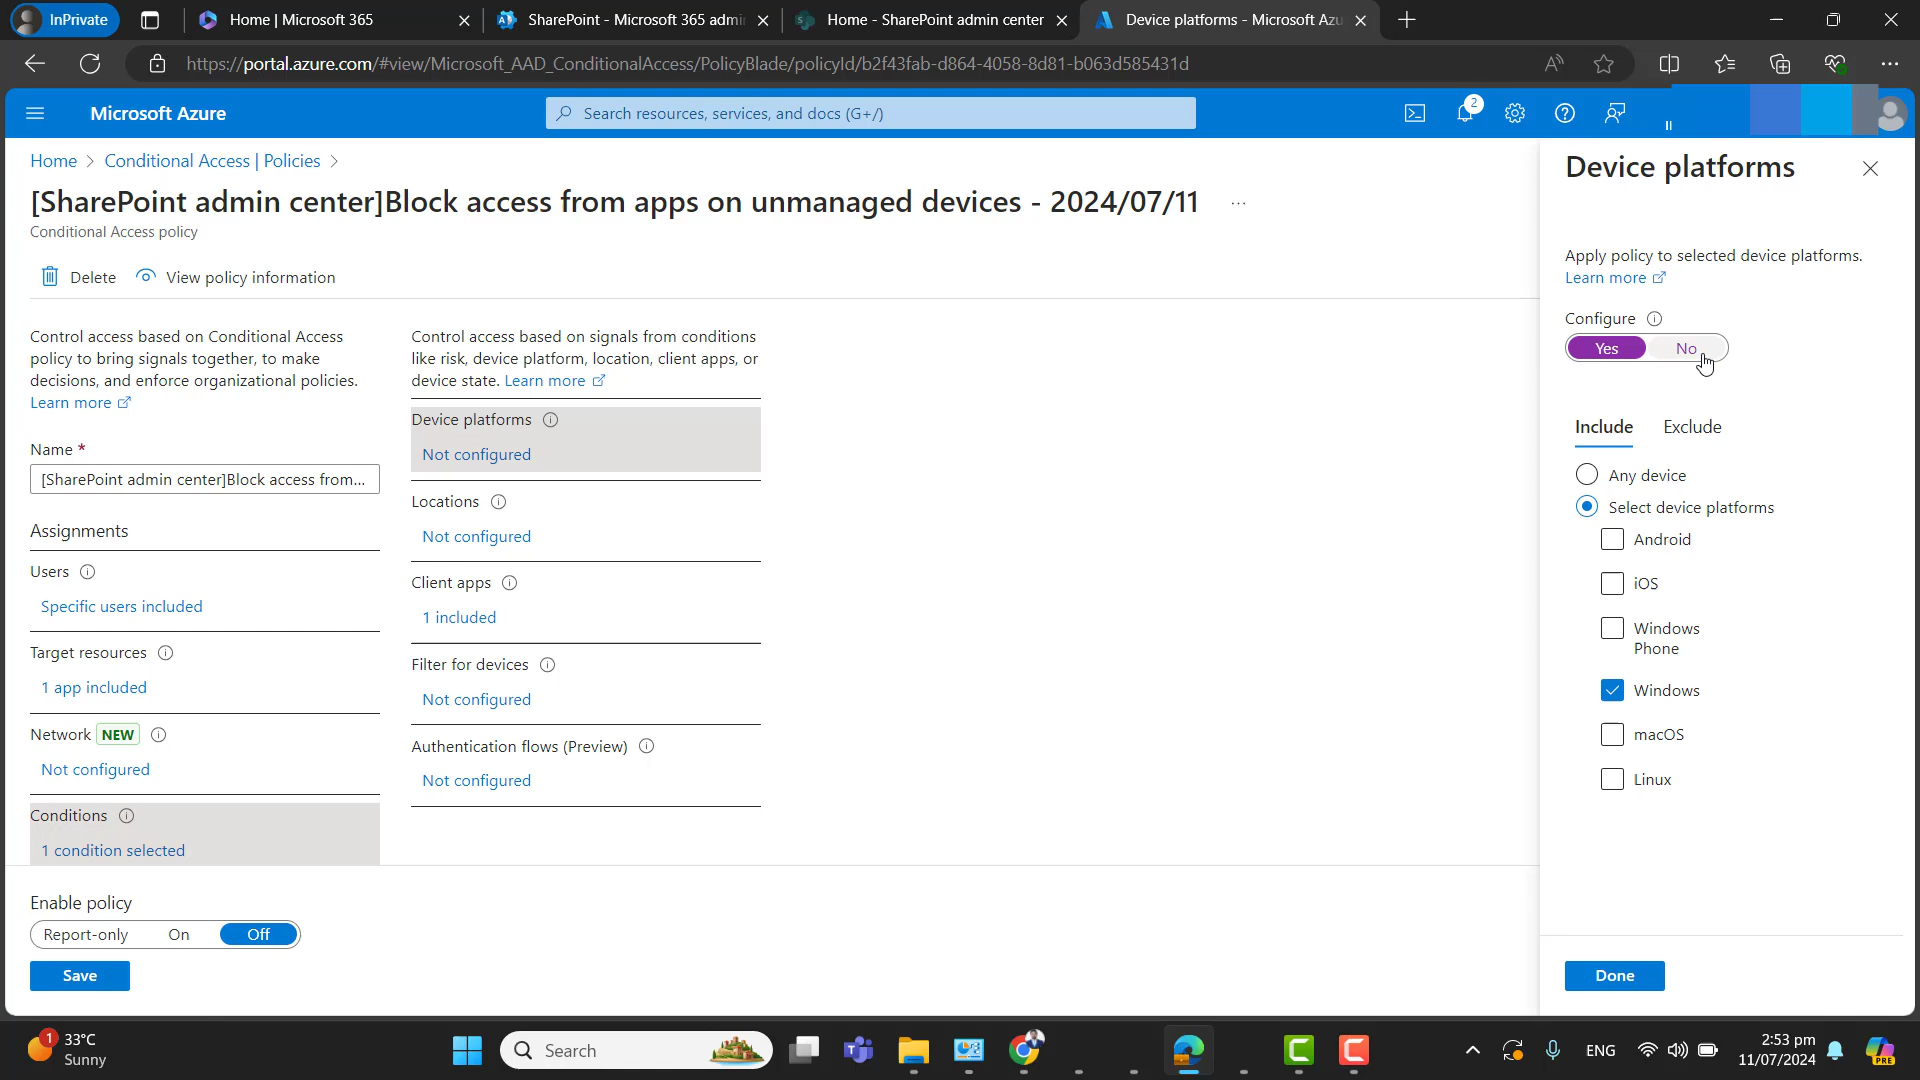 InPrivate
Home | Microsoft 365
SharePoint - Microsoft 365 admi
Home - SharePoint admin center
Device platforms - Microsoft Azu
https://portal.azure.com/#view/Microsoft_AAD_ConditionalAccess/PolicyBlade/policyId/b2f43fab-d864-4058-8d81-b063d585431d
Microsoft Azure
Search resources, services, and docs (G+/)
2
Home
Conditional Access | Policies
[SharePoint admin center]Block access from apps on unmanaged devices - 2024/07/11
...
Conditional Access policy
Delete
View policy information
Control access based on Conditional Access
policy to bring signals together, to make
decisions, and enforce organizational policies.
Learn more
Name *
[SharePoint admin center]Block access from...
Assignments
Users
Specific users included
Target resources
1 app included
Network NEW
Not configured
Conditions
1 condition selected
Control access based on signals from conditions
like risk, device platform, location, client apps, or
device state. Learn more
Device platforms
Not configured
Locations
Not configured
Client apps
1 included
Filter for devices
Not configured
Authentication flows (Preview)
Not configured
Enable policy
Report-only On Off
Save
Device platforms
Apply policy to selected device platforms.
Learn more
Configure
Yes No
Include Exclude
Any device
Select device platforms
Android
iOS
Windows
Phone
Windows
macOS
Linux
Done
1
33°C
Sunny
Search
ENG
2:53 pm
11/07/2024
PRE